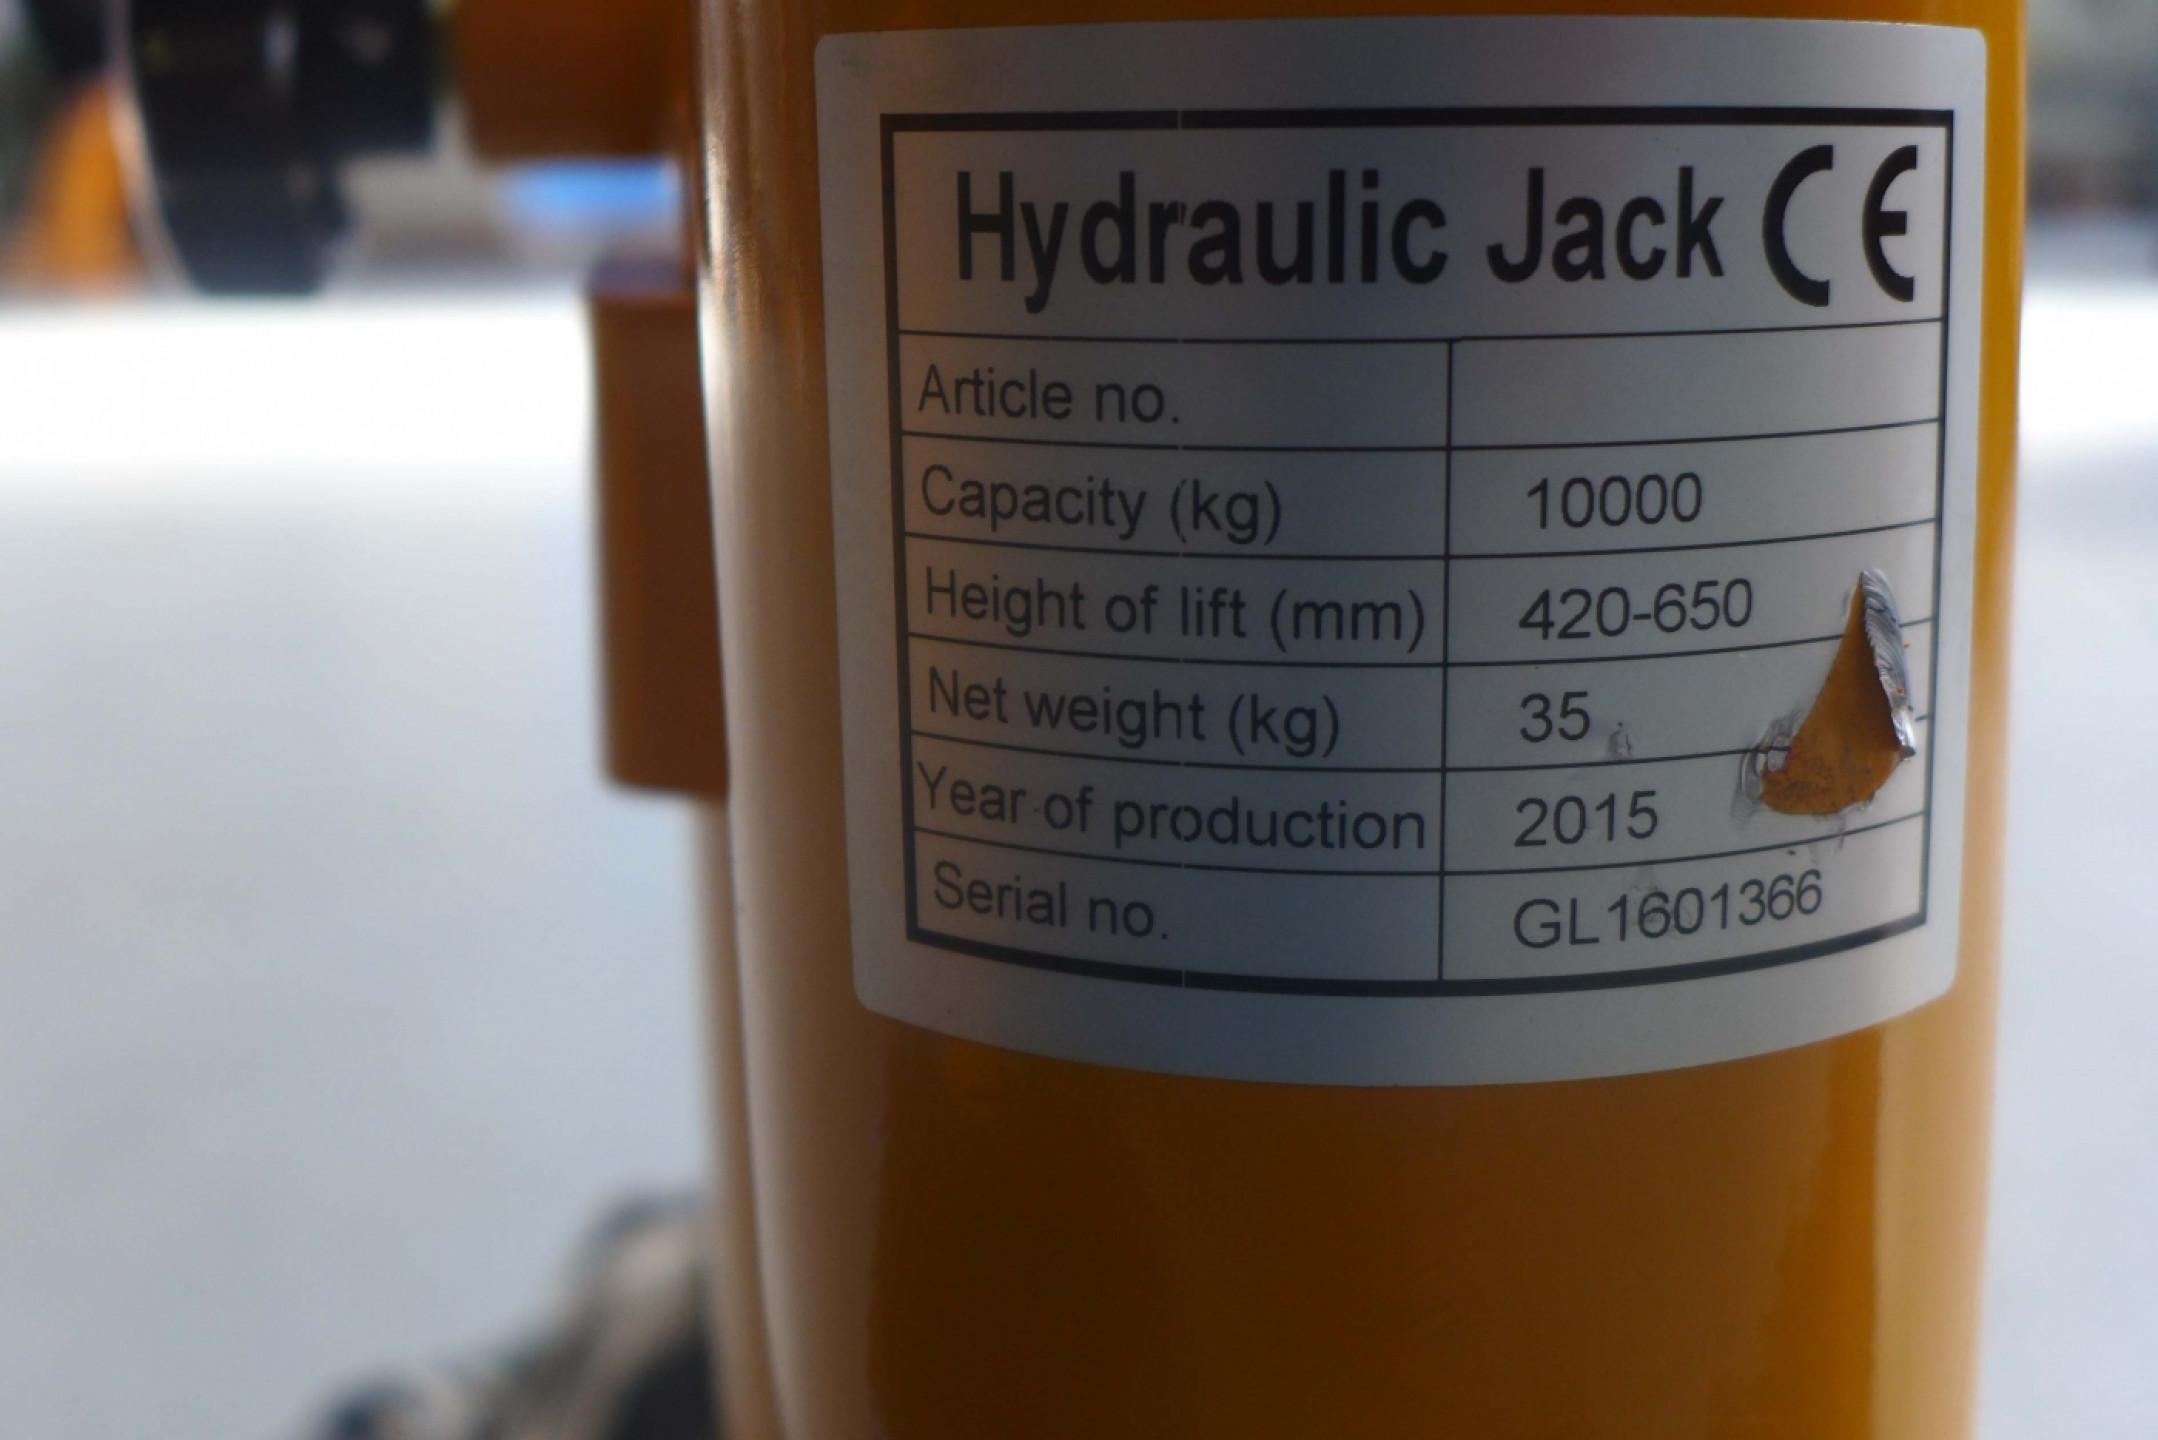 Hydraulic Jack CE
Article no.
Capacity (kg) 10000
Height of lift (mm) 420-650
Net weight (kg) 35
Year of production 2015
Serial no. GL1601366